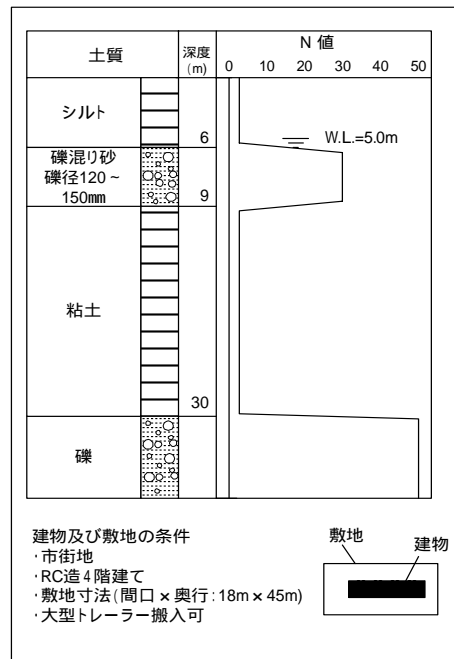 土質
深度
(m)
N 値
0 10 20 30 40 50
シルト
6
W.L.=5.0m
礫混り砂
礫径120~
150mm
9
粘土
30
礫
建物及び敷地の条件
・市街地
・RC造4階建て
・敷地寸法(間口×奥行:18m×45m)
・大型トレーラー搬入可
敷地
建物